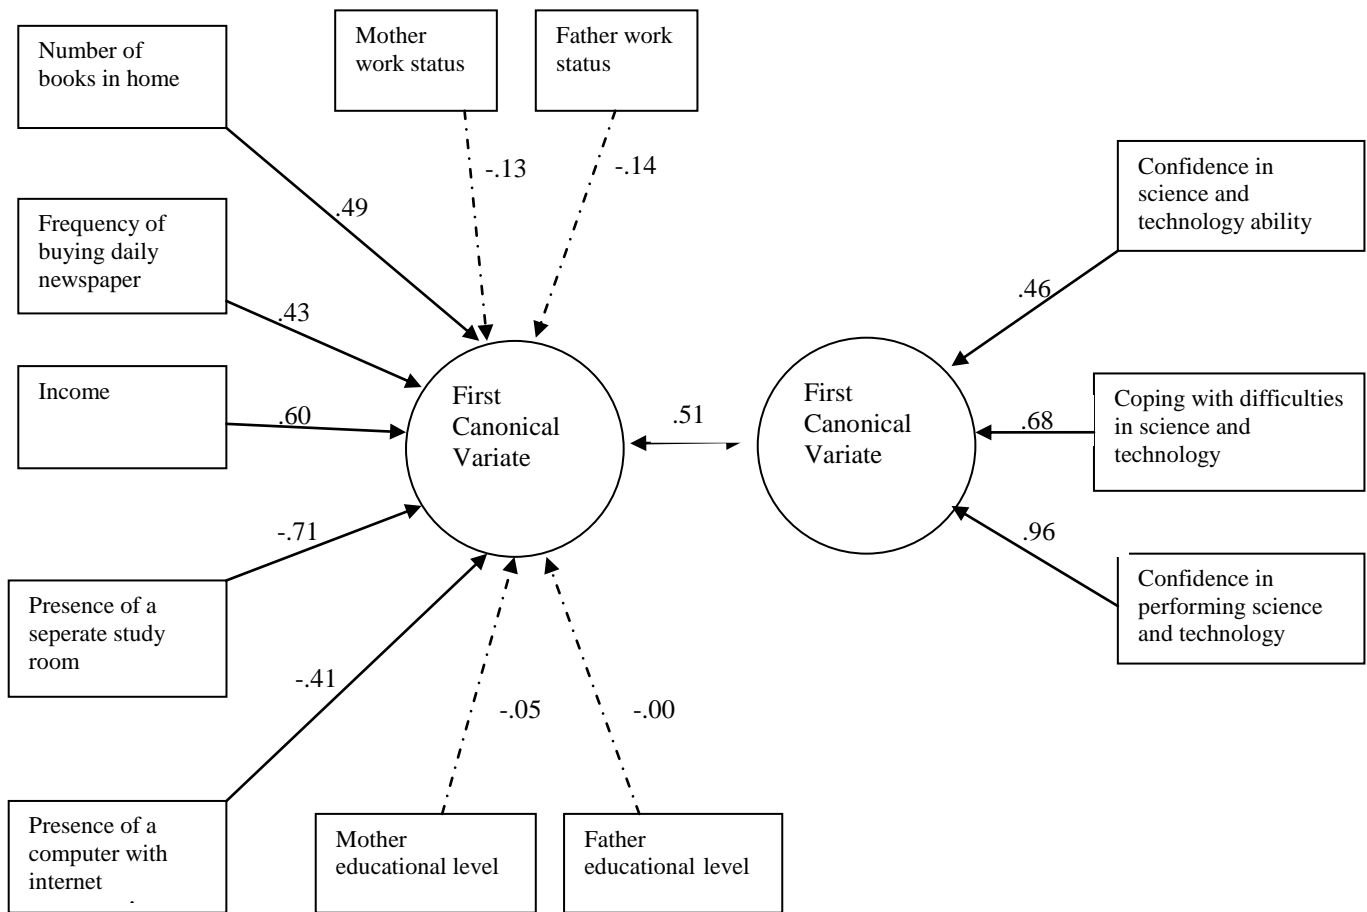 Number of
books in home
Mother
work status
Father work
status
-.13
-.14
Confidence in
science and
technology ability
.49
Frequency of
buying daily
newspaper
.43
.46
Income
.60
First
Canonical
Variate
.51
First
Canonical
Variate
.68
Coping with difficulties
in science and
technology
-.71
.96
Confidence in
performing science
and technology
Presence of a
seperate study
room
-.41
-.05
-.00
Presence of a
computer with
internet
Mother
educational level
Father
educational level